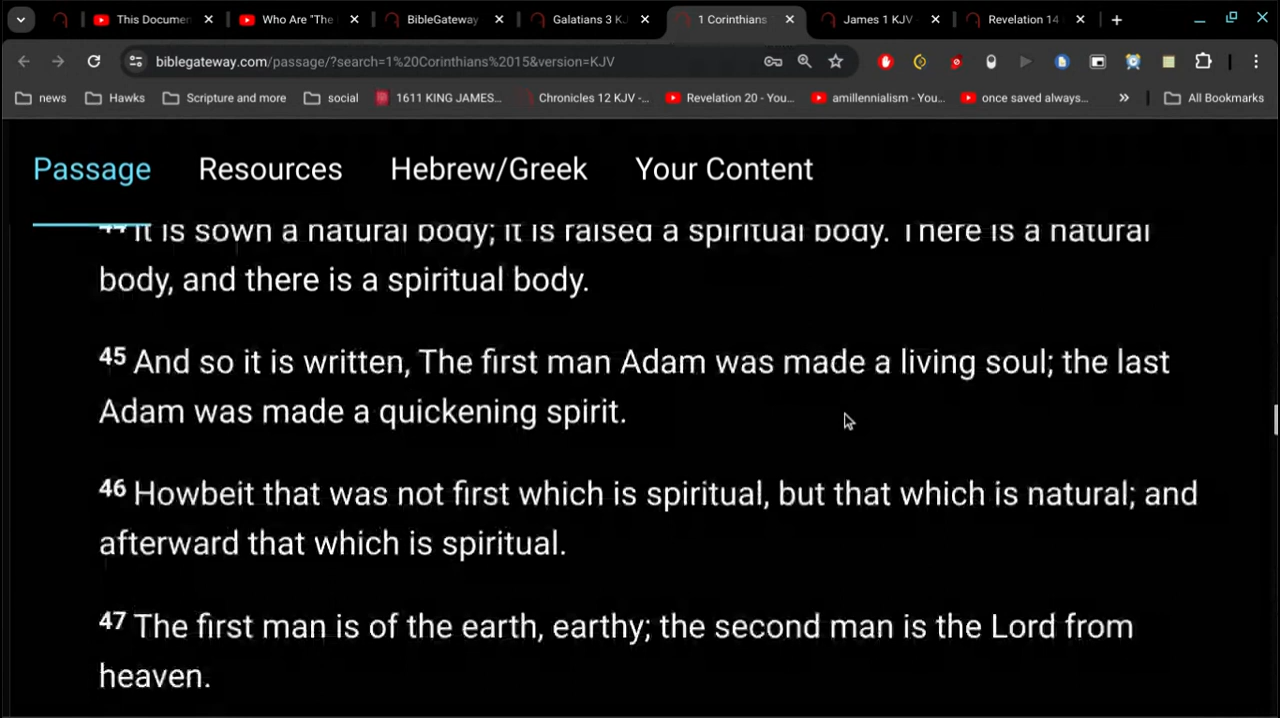 This Documen
Who Are "The
BibleGateway
Galatians 3 KJ
1 Corinthians
James 1 KJV
Revelation 14
biblegateway.com/passage/?search=1%20Corinthians%2015&version=KJV
news
Hawks
Scripture and more
social
1611 KING JAMES...
Chronicles 12 KJV -...
Revelation 20 - You...
amillennialism - You...
once saved always...
All Bookmarks
Passage
Resources
Hebrew/Greek
Your Content
44 It is sown a natural body; it is raised a spiritual body. There is a natural
body, and there is a spiritual body.
45 And so it is written, The first man Adam was made a living soul; the last
Adam was made a quickening spirit.
46 Howbeit that was not first which is spiritual, but that which is natural; and
afterward that which is spiritual.
47 The first man is of the earth, earthy; the second man is the Lord from
heaven.